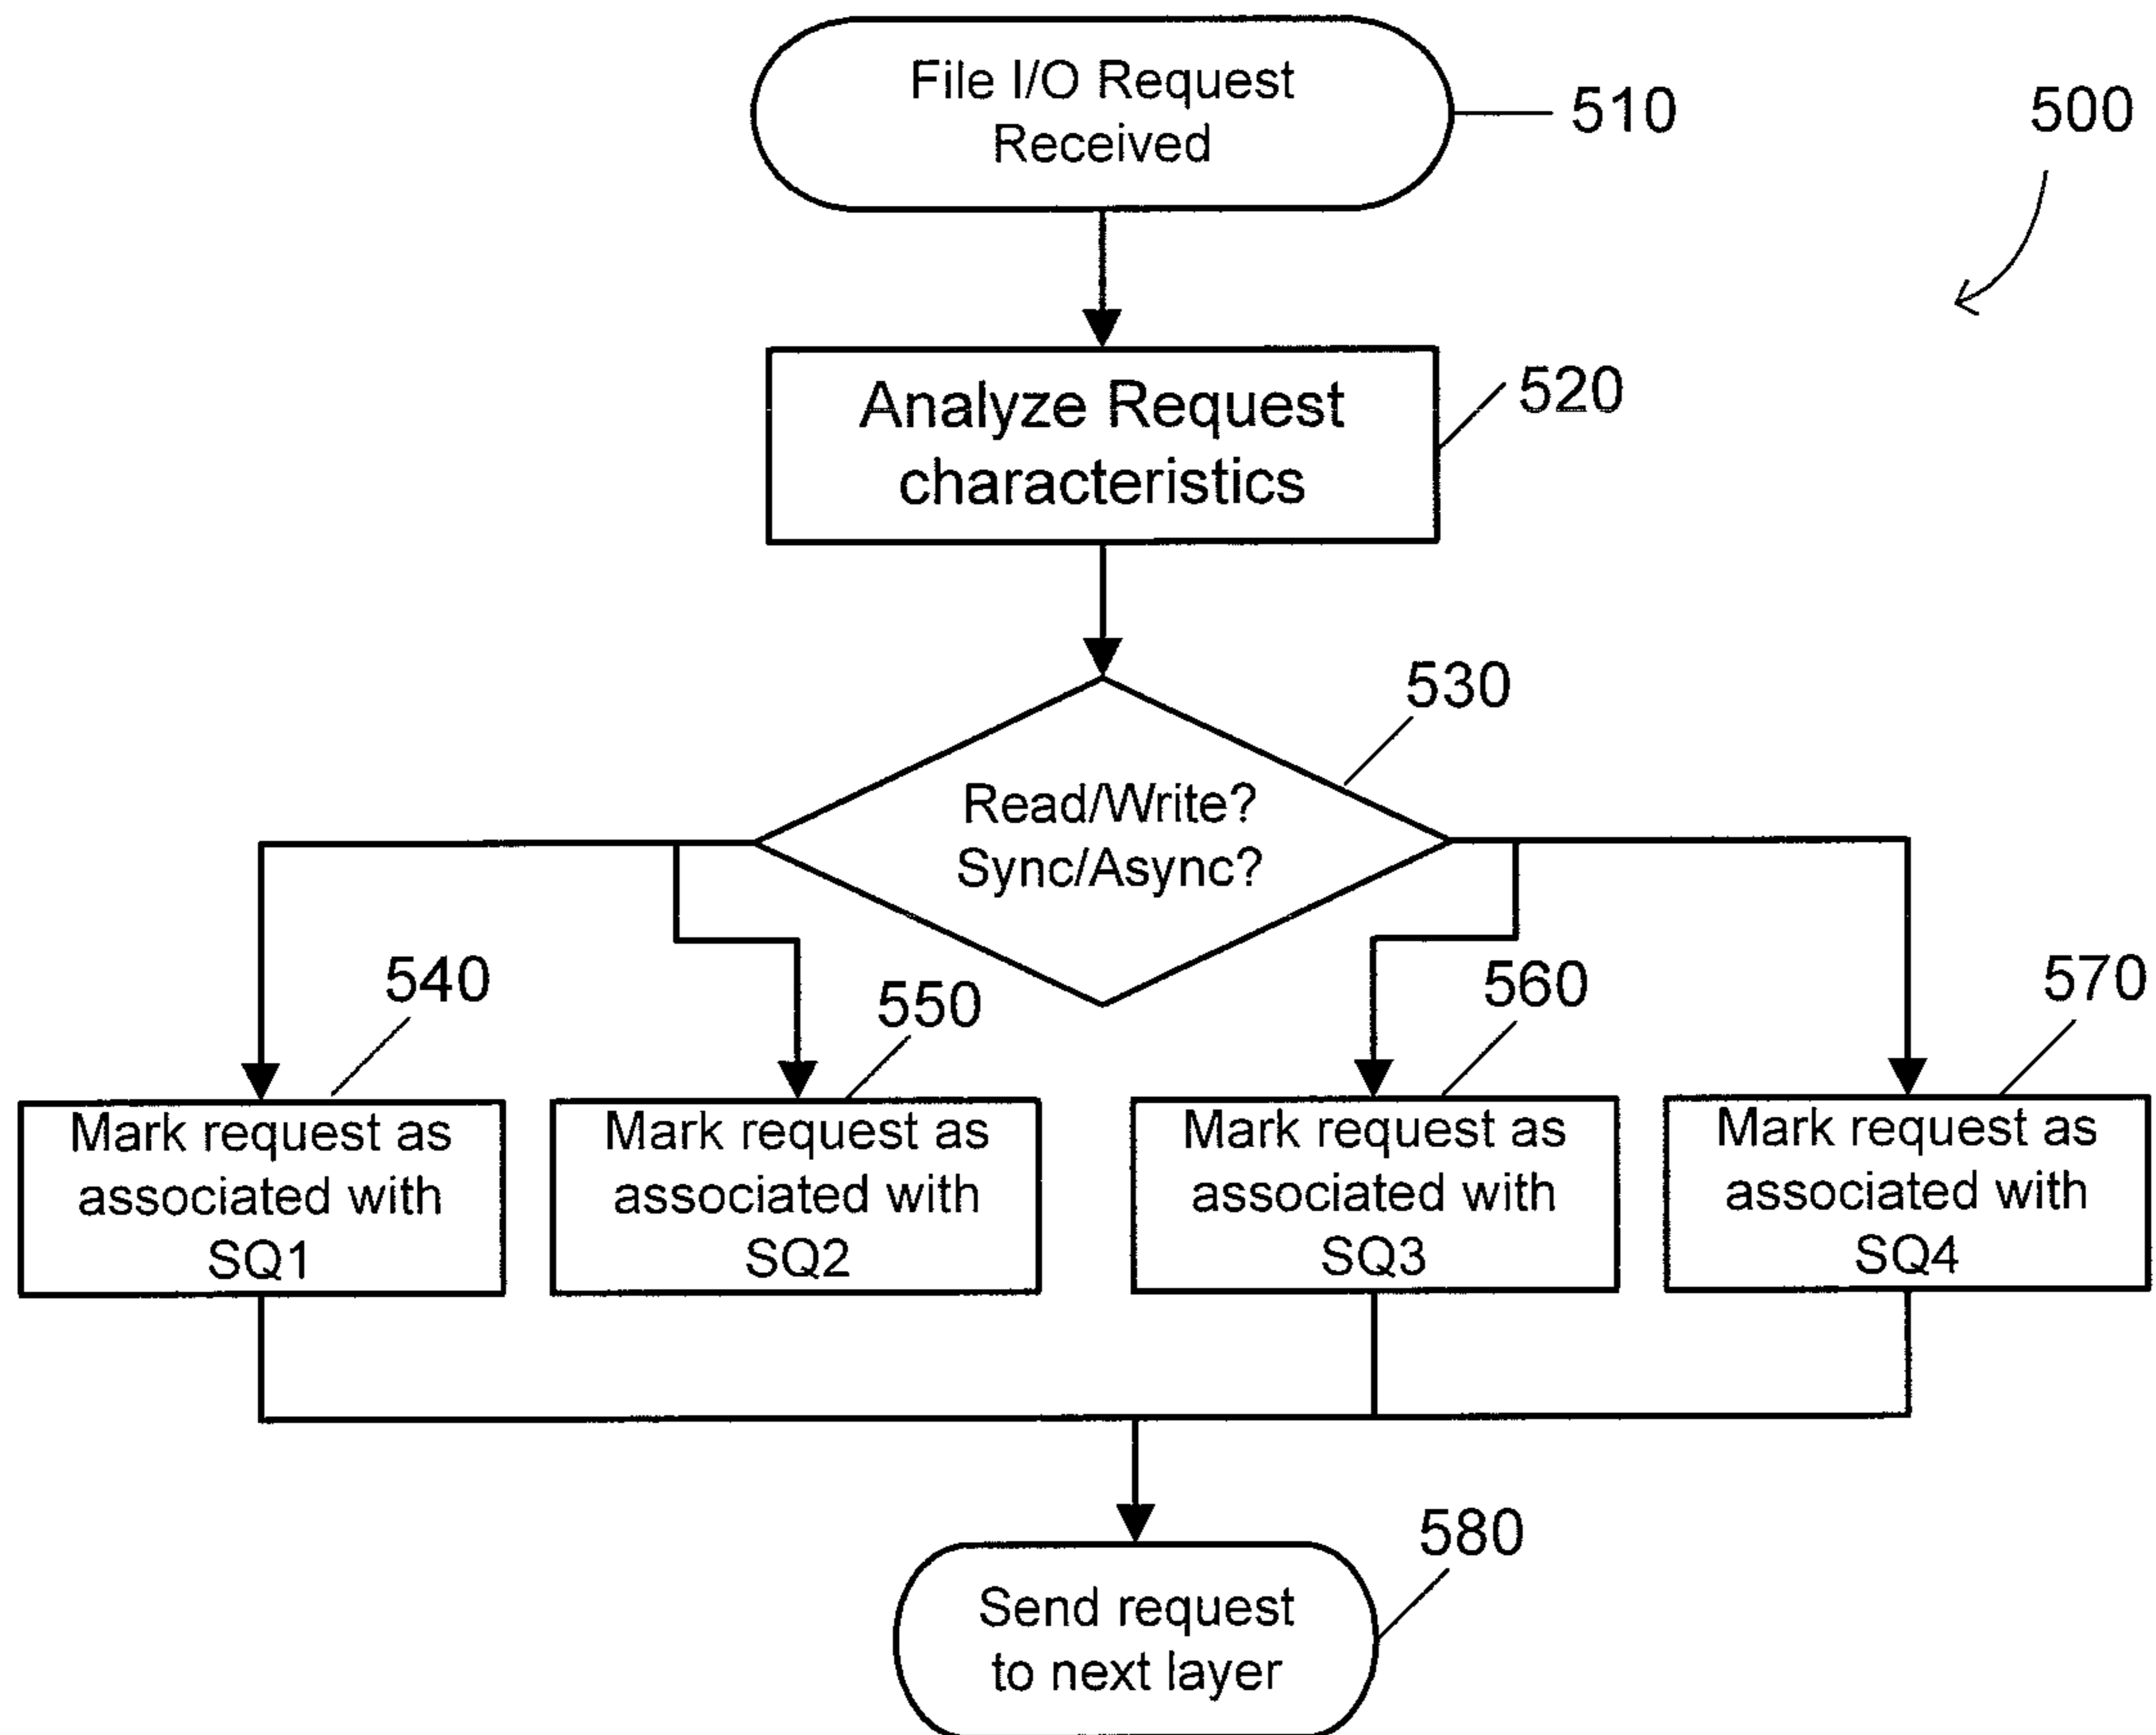 File I/O Request
Received
510
500
Analyze Request
characteristics
520
530
Read/Write?
Sync/Async?
540
550
560
570
Mark request as
associated with
SQ1
Mark request as
associated with
SQ2
Mark request as
associated with
SQ3
Mark request as
associated with
SQ4
580
Send request
to next layer